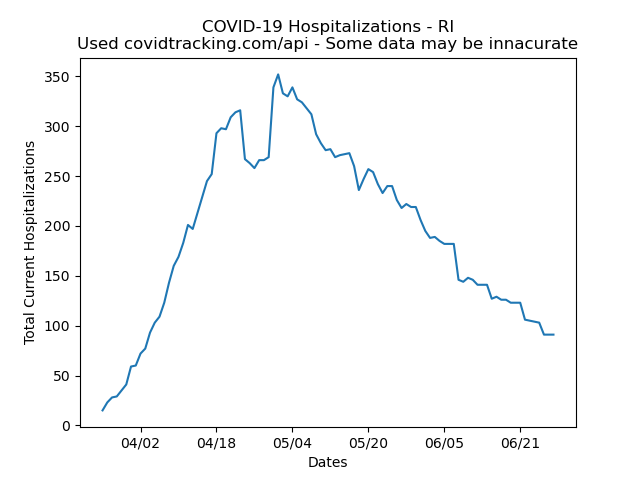 COVID-19 Hospitalizations - RI
Used covidtracking.com/api - Some data may be innacurate
350
300
250
200
150
100
50
0
Total Current Hospitalizations
04/02 04/18 05/04 05/20 06/05 06/21
Dates